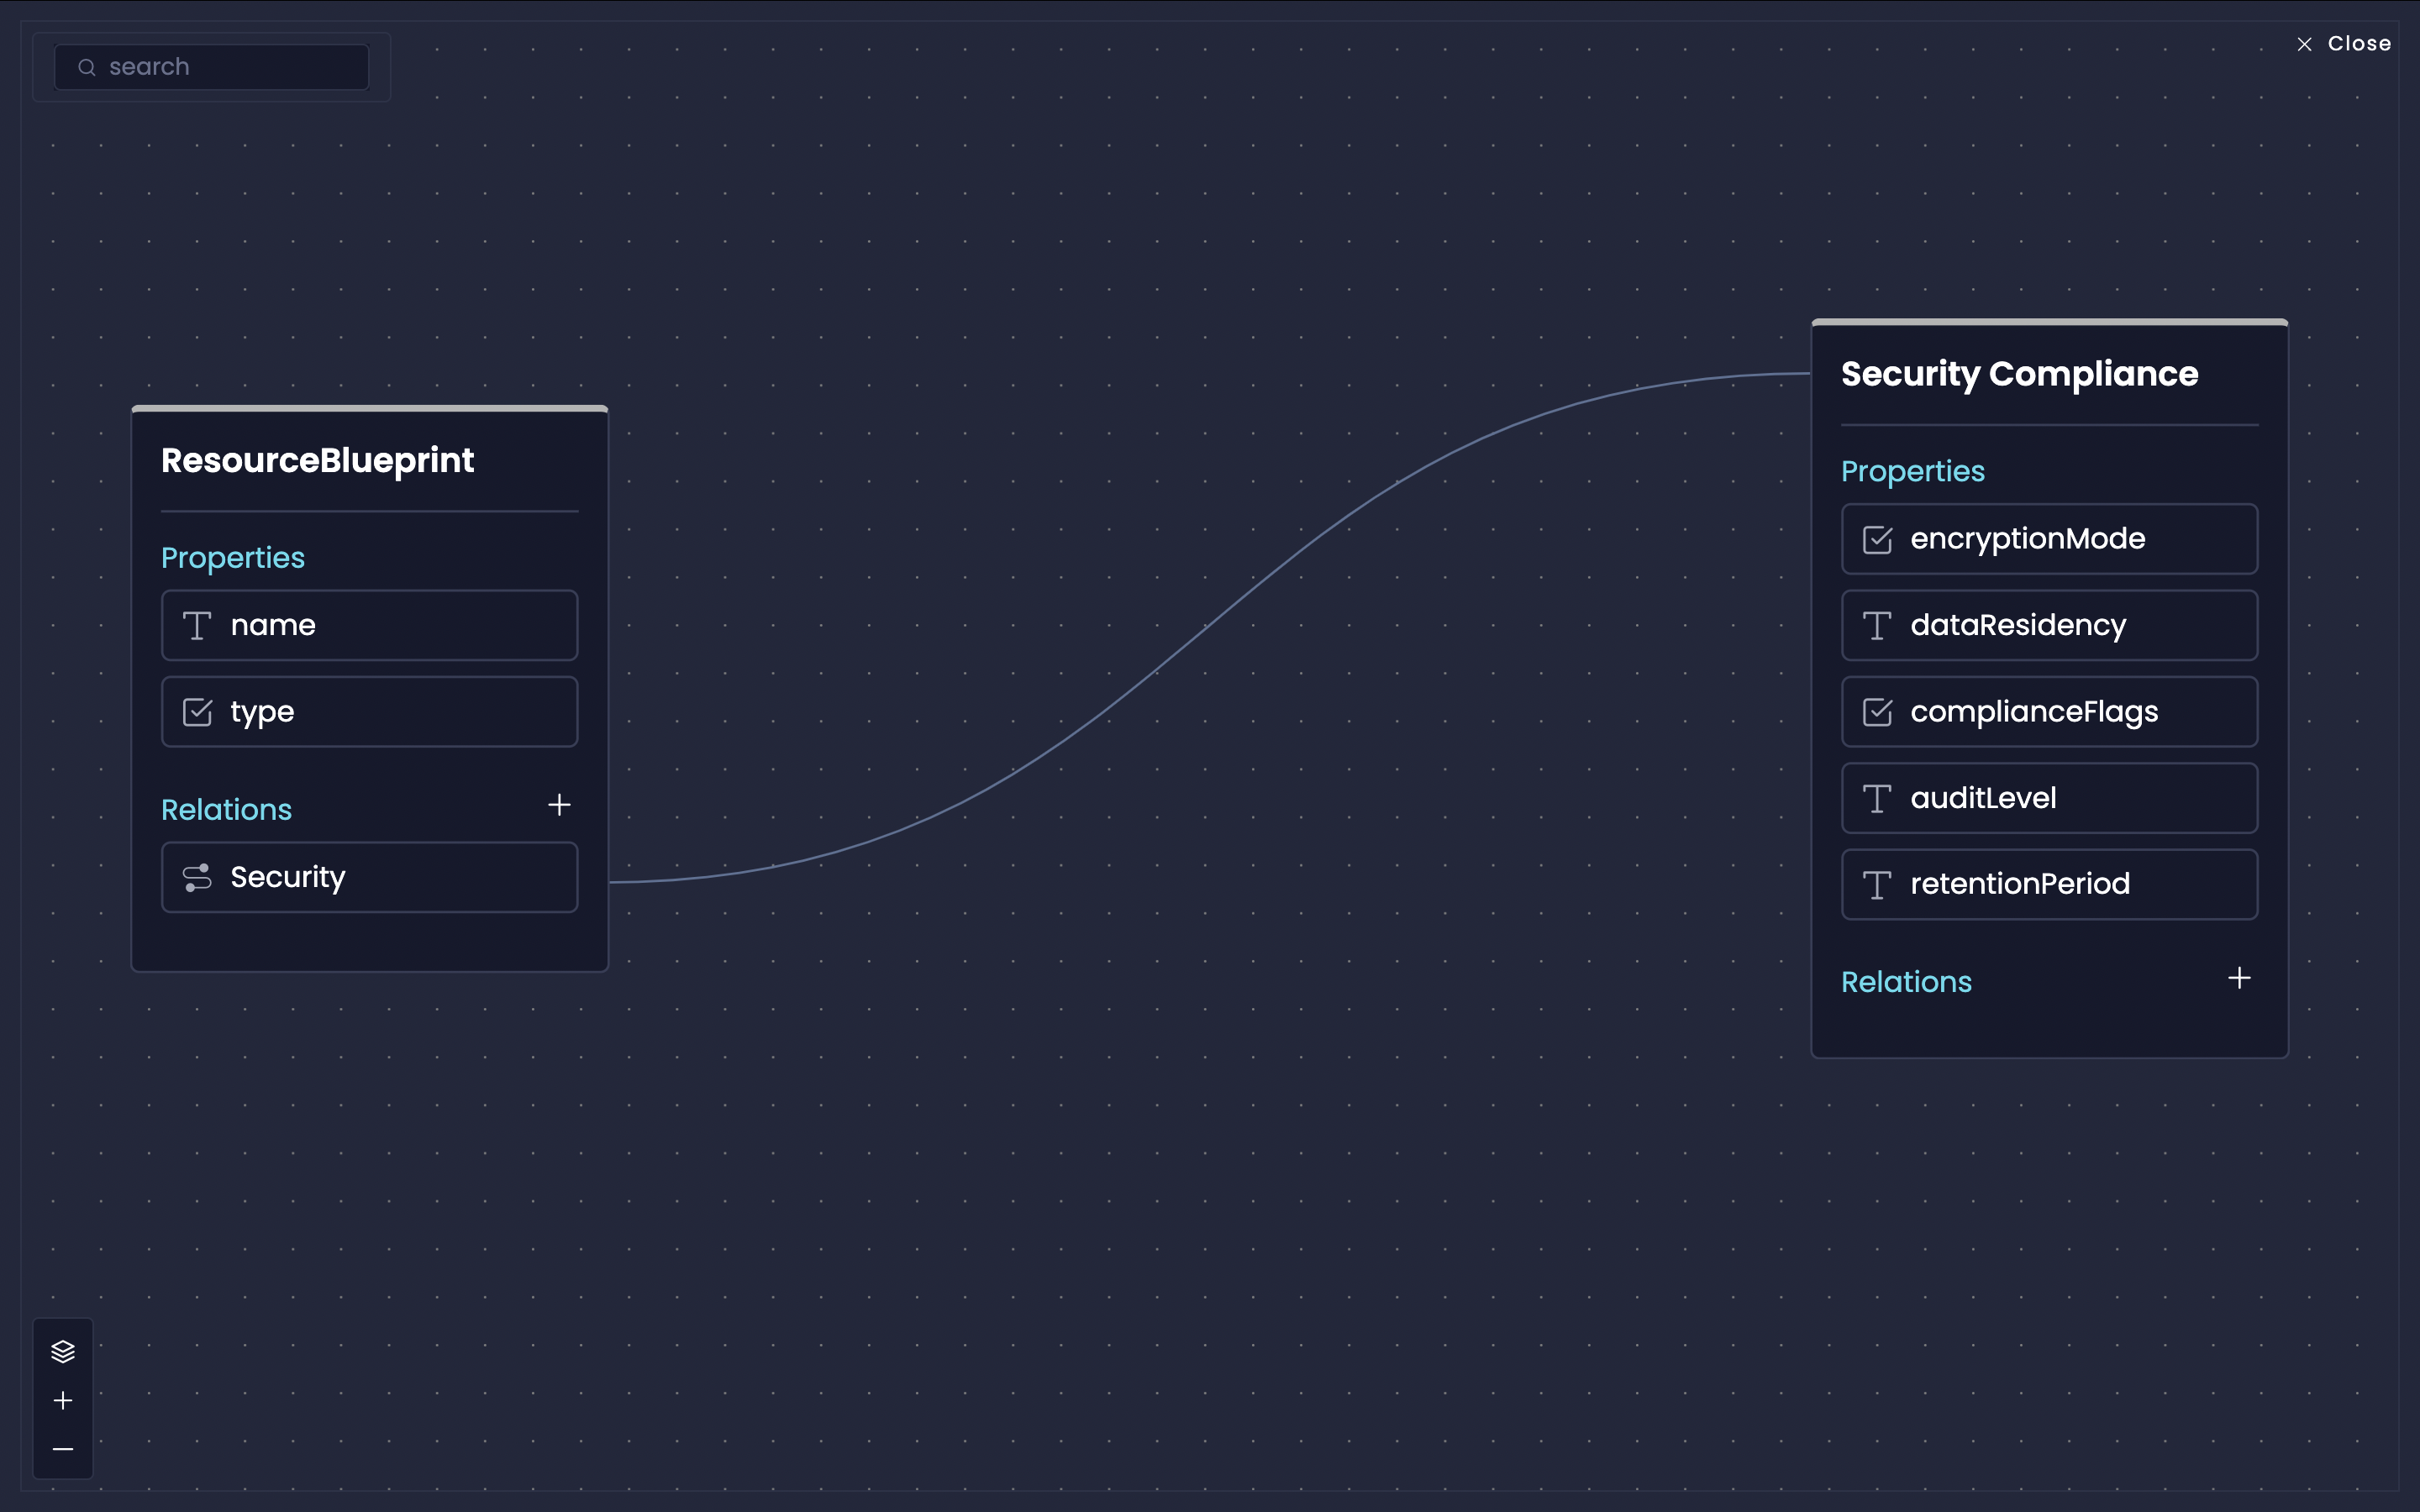 search
Close
ResourceBlueprint
Properties
name
type
Relations
Security
Security Compliance
Properties
encryptionMode
dataResidency
complianceFlags
auditLevel
retentionPeriod
Relations